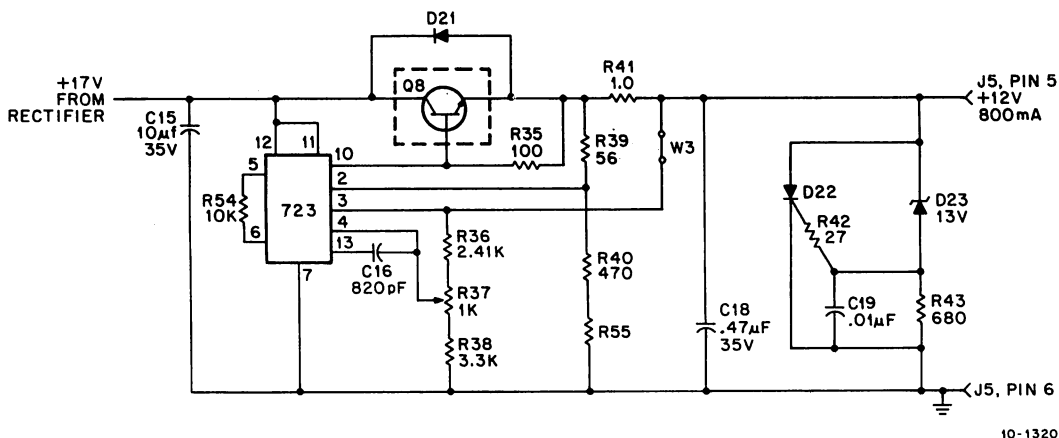 D21
+17V
FROM
RECTIFIER
C15
10µf
35V
Q8
R41
1.0
J5, PIN 5
+12V
800mA
R35
100
R39
56
W3
12
11
10
5
2
R54
10K
723
3
4
6
13
7
C16
820pF
R36
2.41K
R37
1K
R38
3.3K
R40
470
R55
C18
.47µF
35V
D22
R42
27
D23
13V
C19
.01µF
R43
680
J5, PIN 6
10-1320